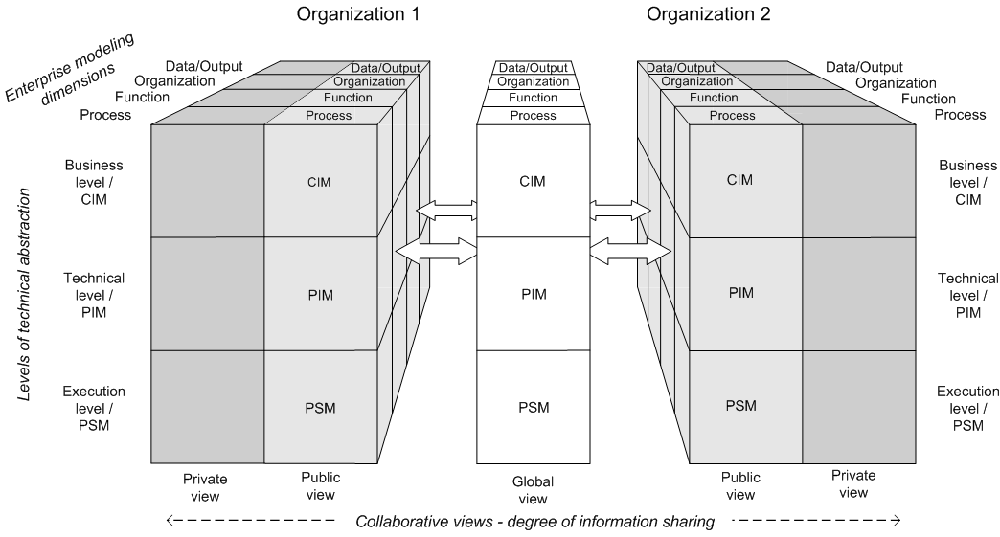 Organization 1
Organization 2
Enterprise modeling
dimensions
Data/Output
Organization
Function
Process
Data/Output
Organization
Function
Process
Data/Output
Organization
Function
Process
Data/Output
Organization
Function
Process
Data/Output
Organization
Function
Process
Levels of technical abstraction
Business
level /
CIM
CIM
CIM
CIM
Business
level /
CIM
Technical
level /
PIM
PIM
PIM
PIM
Technical
level /
PIM
Execution
level /
PSM
PSM
PSM
PSM
Execution
level /
PSM
Private
view
Public
view
Global
view
Public
view
Private
view
Collaborative views - degree of information sharing